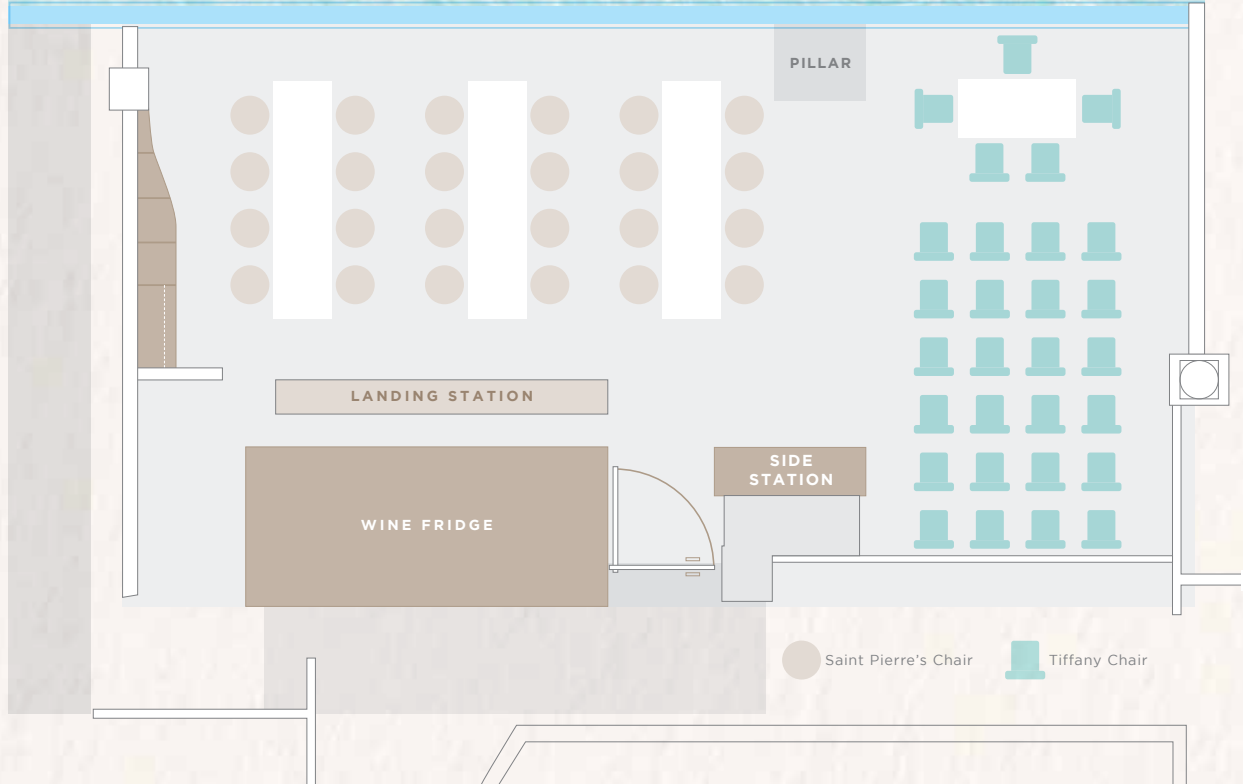 PILLAR
LANDING STATION
SIDE
STATION
WINE FRIDGE
Saint Pierre’s Chair
Tiffany Chair